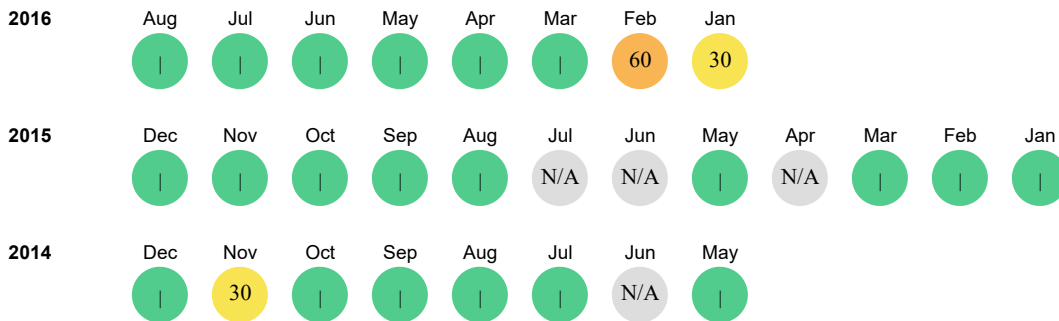 2016 Aug Jul Jun May Apr Mar Feb Jan
| | | | | | 60 30
2015 Dec Nov Oct Sep Aug Jul Jun May Apr Mar Feb Jan
| | | | | N/A N/A | N/A | | |
2014 Dec Nov Oct Sep Aug Jul Jun May
| 30 | | | | N/A |